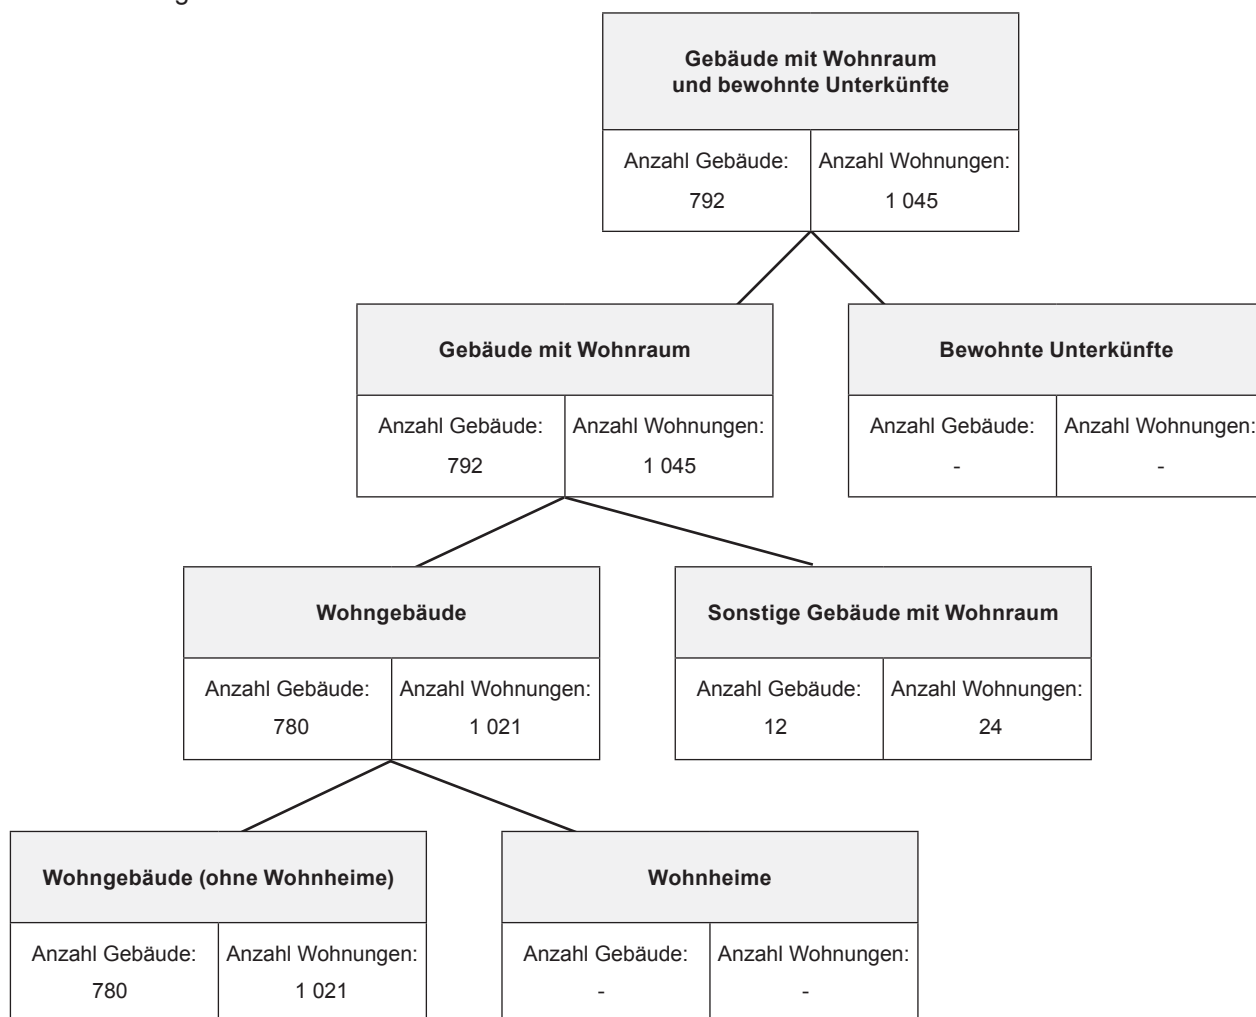 Gebäude mit Wohnraum
und bewohnte Unterkünfte
Anzahl Gebäude:
792
Anzahl Wohnungen:
1 045
Gebäude mit Wohnraum
Anzahl Gebäude:
792
Anzahl Wohnungen:
1 045
Bewohnte Unterkünfte
Anzahl Gebäude:
-
Anzahl Wohnungen:
-
Wohngebäude
Anzahl Gebäude:
780
Anzahl Wohnungen:
1 021
Sonstige Gebäude mit Wohnraum
Anzahl Gebäude:
12
Anzahl Wohnungen:
24
Wohngebäude (ohne Wohnheime)
Anzahl Gebäude:
780
Anzahl Wohnungen:
1 021
Wohnheime
Anzahl Gebäude:
-
Anzahl Wohnungen:
-